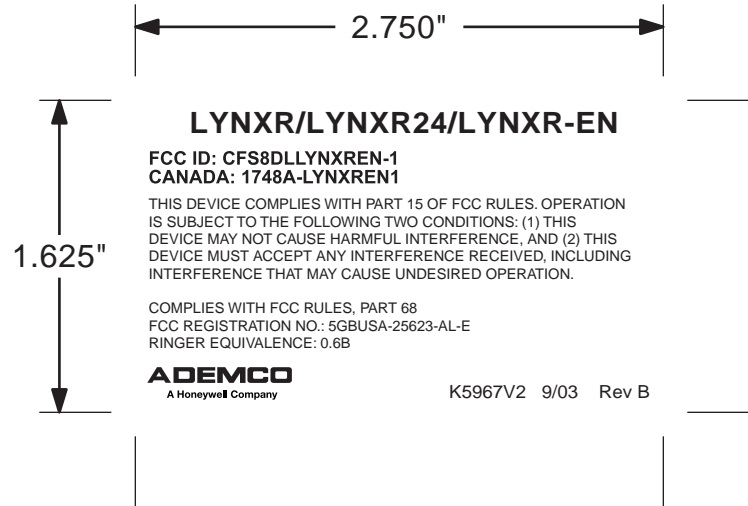 2.750"
LYNXR/LYNXR24/LYNXR-EN
FCC ID: CFS8DLLYNXREN-1
CANADA: 1748A-LYNXREN1
THIS DEVICE COMPLIES WITH PART 15 OF FCC RULES. OPERATION
IS SUBJECT TO THE FOLLOWING TWO CONDITIONS: (1) THIS
DEVICE MAY NOT CAUSE HARMFUL INTERFERENCE, AND (2) THIS
DEVICE MUST ACCEPT ANY INTERFERENCE RECEIVED, INCLUDING
INTERFERENCE THAT MAY CAUSE UNDESIRED OPERATION.
1.625"
COMPLIES WITH FCC RULES, PART 68
FCC REGISTRATION NO.: 5GBUSA-25623-AL-E
RINGER EQUIVALENCE: 0.6B
ADEMCO
A Honeywell Company
K5967V2 9/03 Rev B